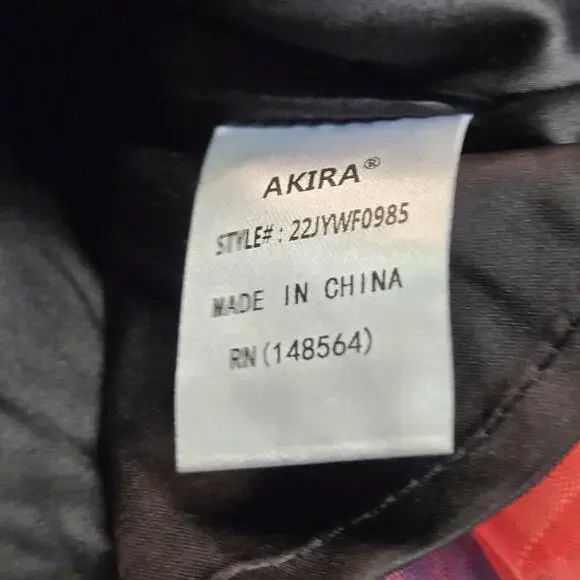 AKIRA®
STYLE#: 22JYWF0985
MADE IN CHINA
RN(148564)